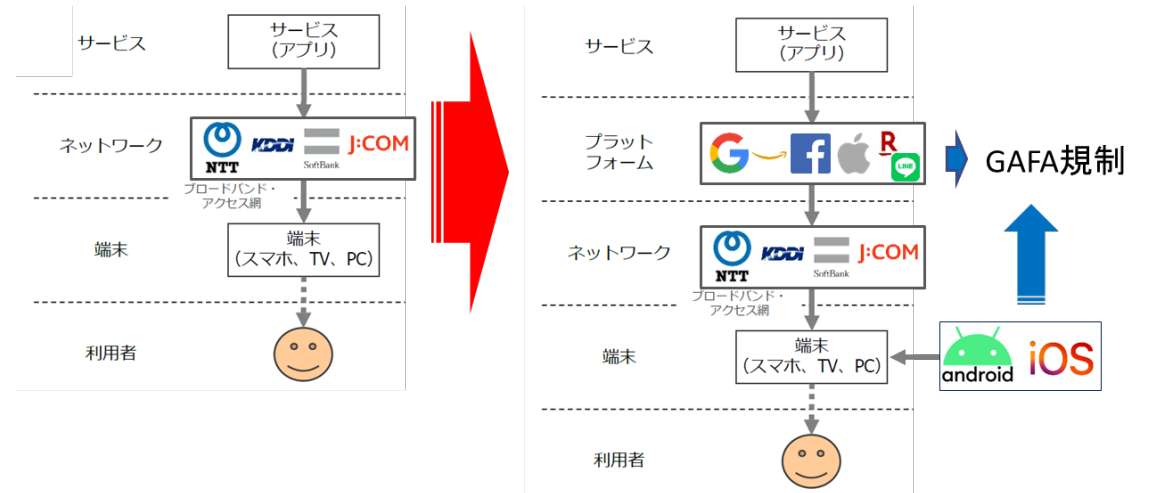 サービス
サービス
（アプリ）
ネットワーク
NTT
KDDI
SoftBank
J:COM
ブロードバンド・
アクセス網
端末
端末
（スマホ、TV、PC）
利用者
サービス
サービス
（アプリ）
プラット
フォーム
G
f
R
LINE
GAFA規制
ネットワーク
NTT
KDDI
SoftBank
J:COM
ブロードバンド・
アクセス網
端末
端末
（スマホ、TV、PC）
android
iOS
利用者